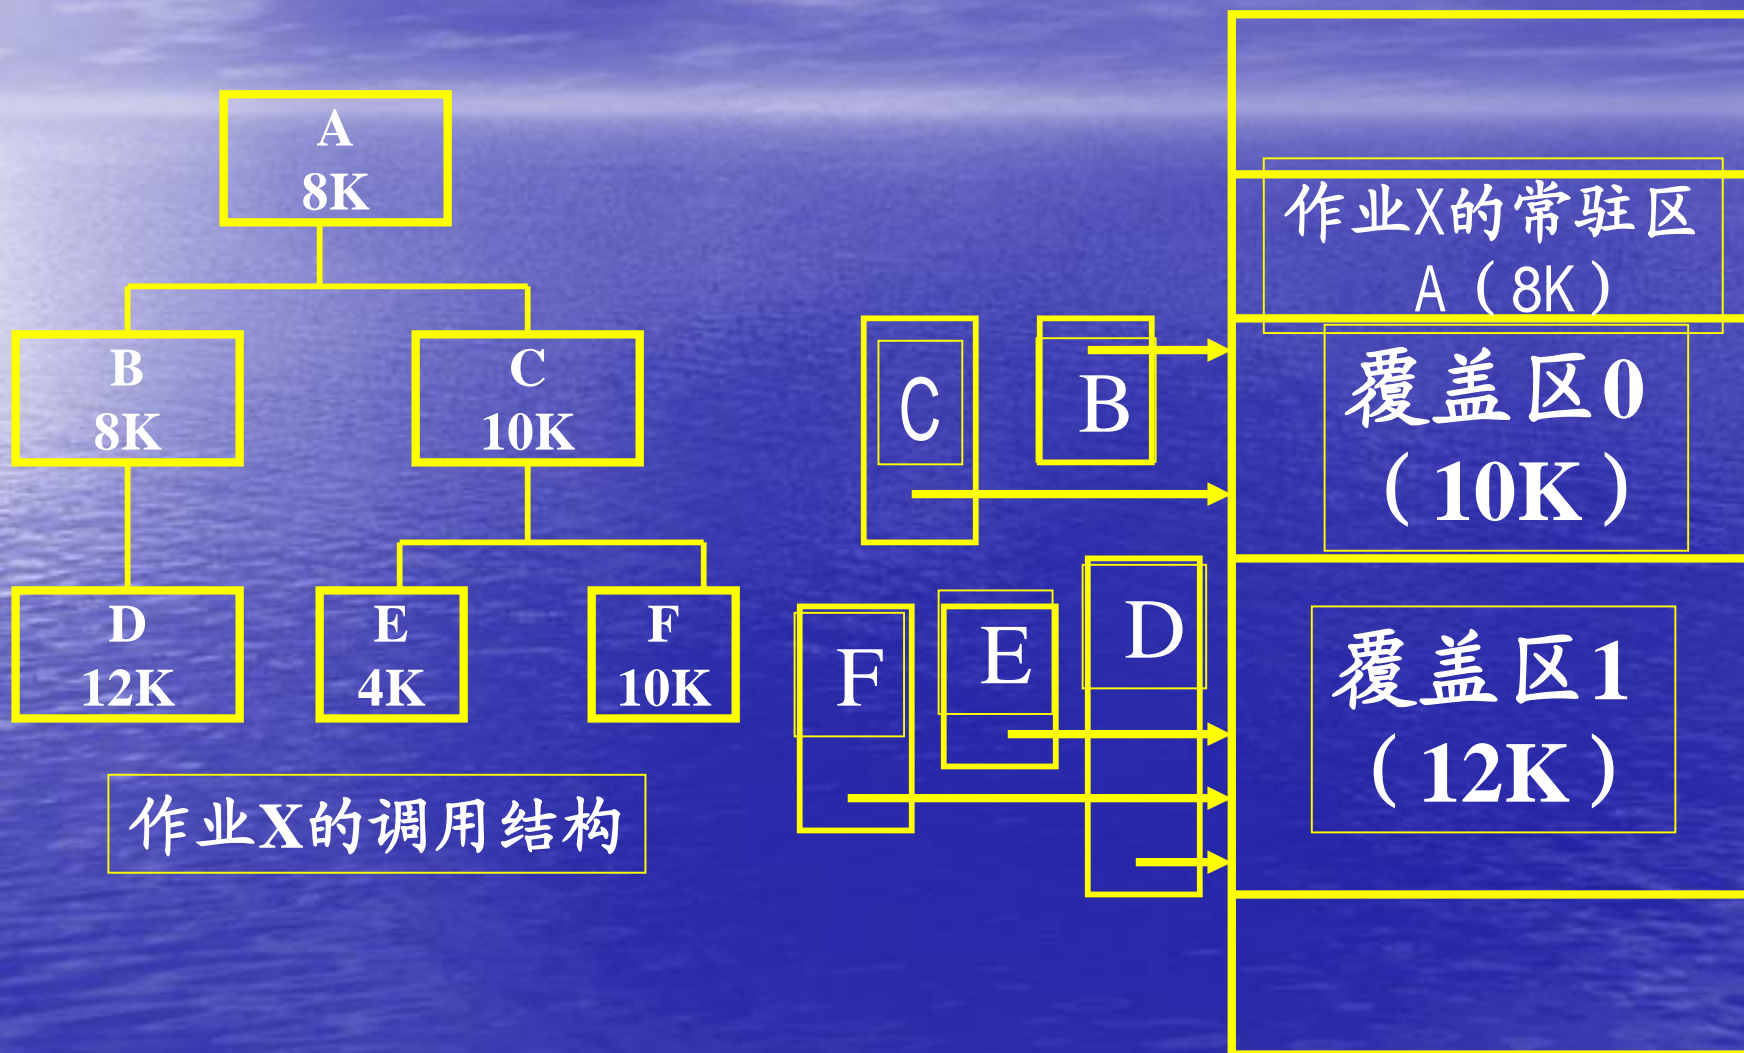 A
8K
B
8K
C
10K
D
12K
E
4K
F
10K
作业X的调用结构
C
B
F
E
D
作业X的常驻区
A（8K）
覆盖区0
（10K）
覆盖区1
（12K）